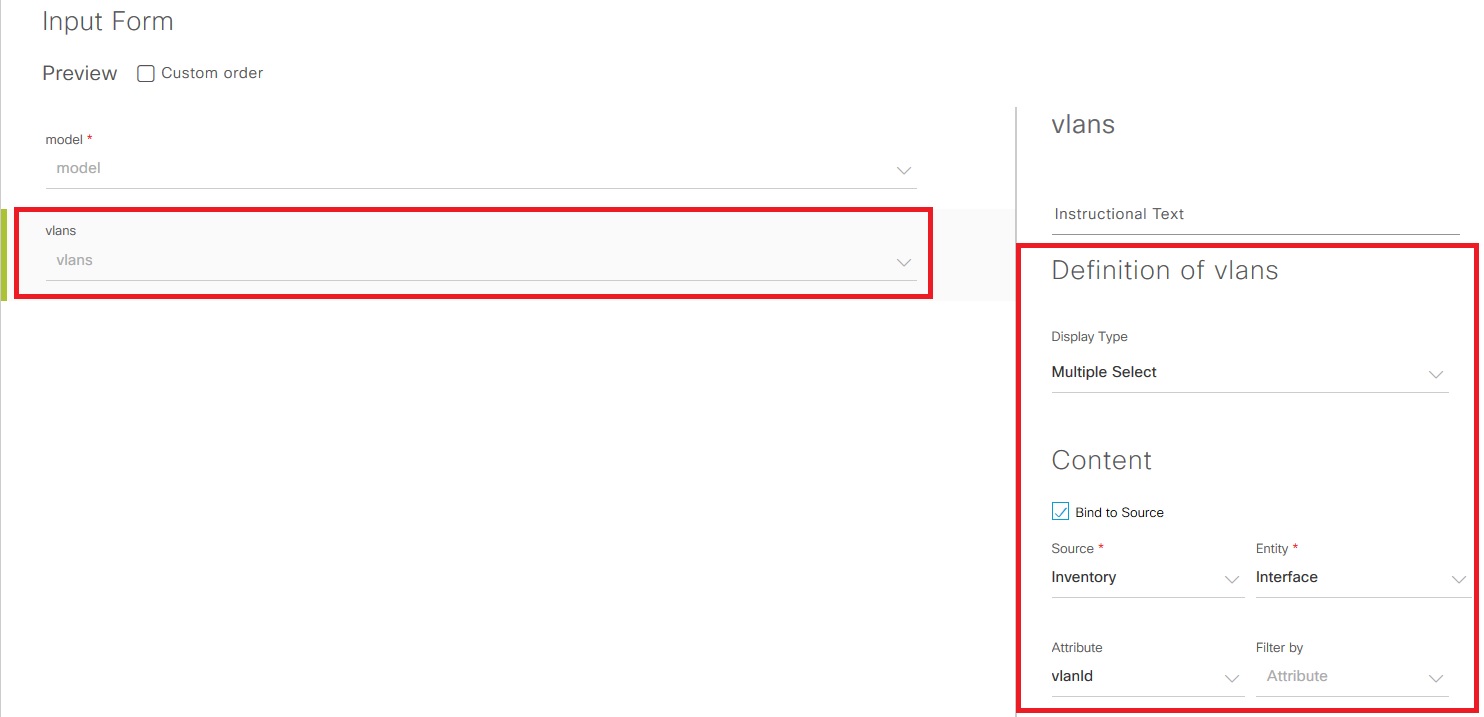 Input Form
Preview Custom order
model *
model
vlans
vlans
vlans
Instructional Text
Definition of vlans
Display Type
Multiple Select
Content
Bind to Source
Source * Entity *
Inventory Interface
Attribute Filter by
vlanId Attribute